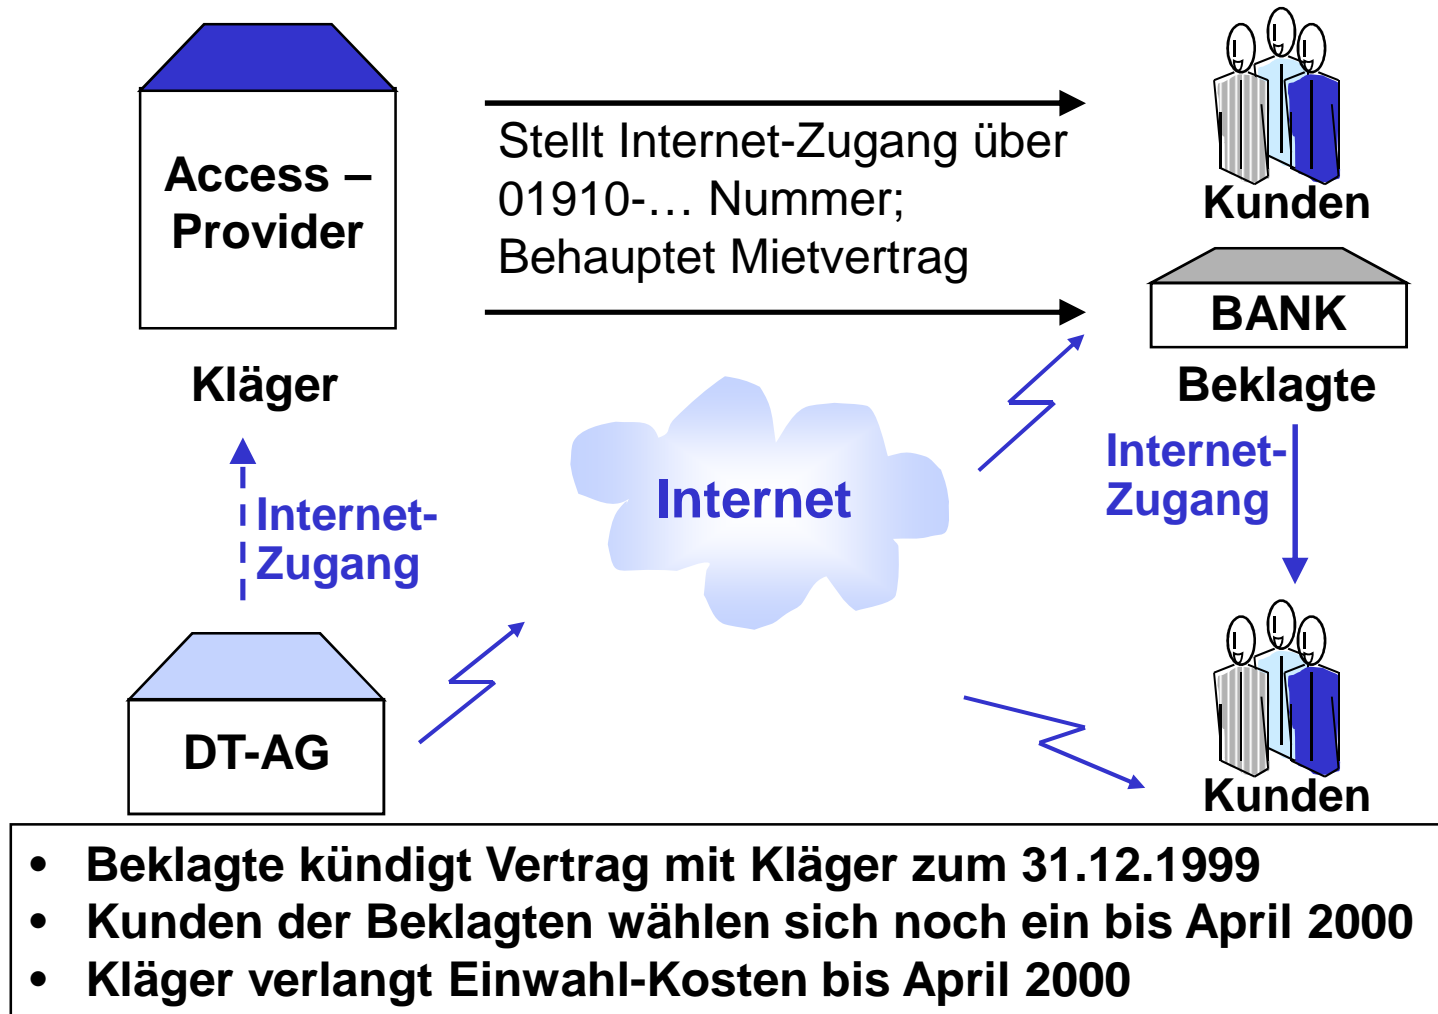 Access –
Provider
Stellt Internet-Zugang über
01910-… Nummer;
Behauptet Mietvertrag
Kunden
BANK
Kläger
Beklagte
Internet-
Zugang
Internet
Internet-
Zugang
DT-AG
Kunden
• Beklagte kündigt Vertrag mit Kläger zum 31.12.1999
• Kunden der Beklagten wählen sich noch ein bis April 2000
• Kläger verlangt Einwahl-Kosten bis April 2000